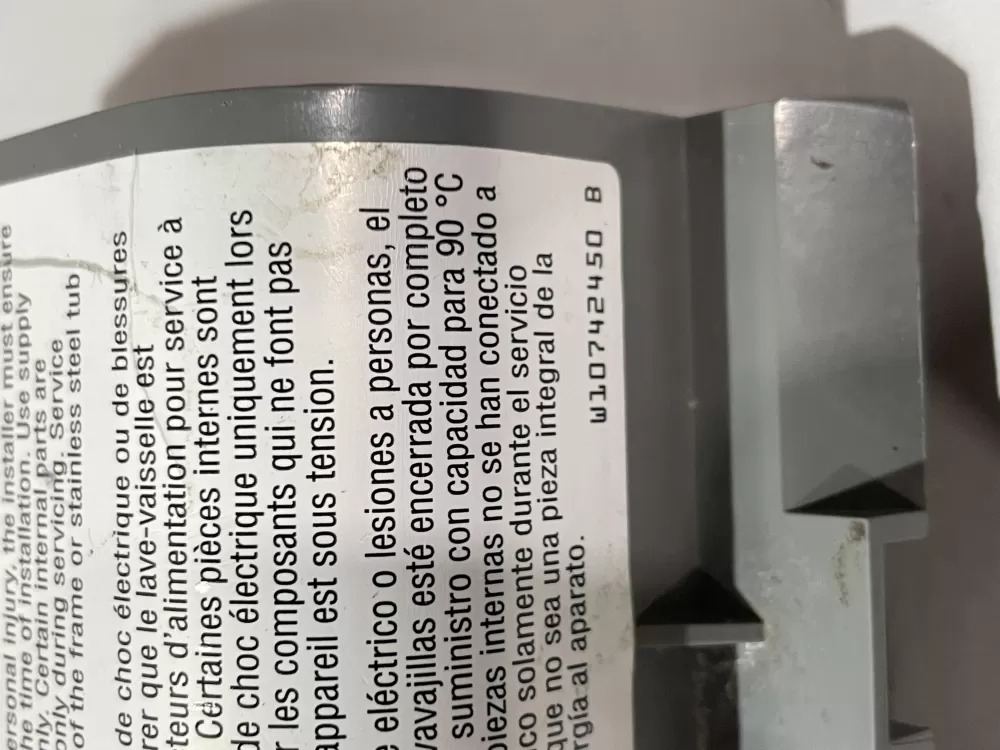 ersonal injury, the installer must ensure
he time of installation. Use supply
nly. Certain internal parts are
only during servicing. Service
of the frame or stainless steel tub
de choc électrique ou de blessures
rer que le lave-vaisselle est
teurs d'alimentation pour service à
Certaines pièces internes sont
de choc électrique uniquement lors
r les composants qui ne font pas
appareil est sous tension.
e eléctrico o lesiones a personas, el
avajillas esté encerrada por completo
suministro con capacidad para 90 °C
piezas internas no se han conectado a
co solamente durante el servicio
que no sea una pieza integral de la
rgía al aparato.
W10742450 B